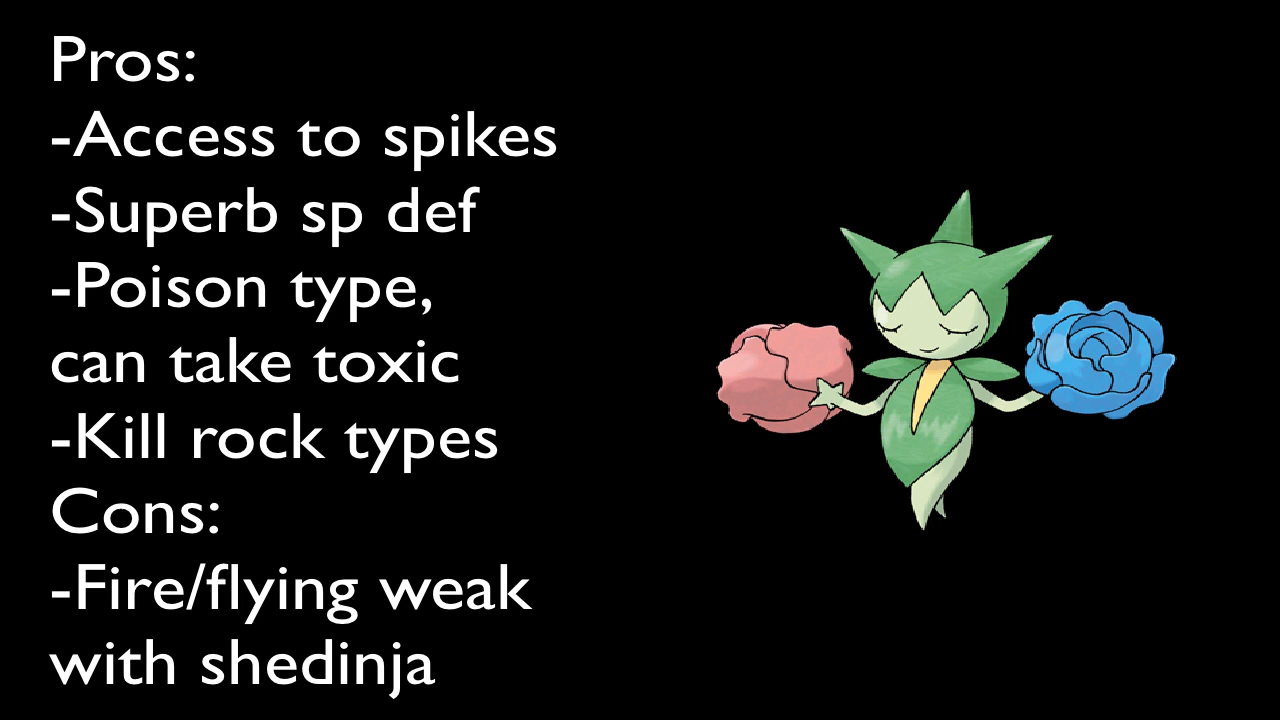 Pros:
-Access to spikes
-Superb sp def
-Poison type,
can take toxic
-Kill rock types
Cons:
-Fire/flying weak
with shedinja